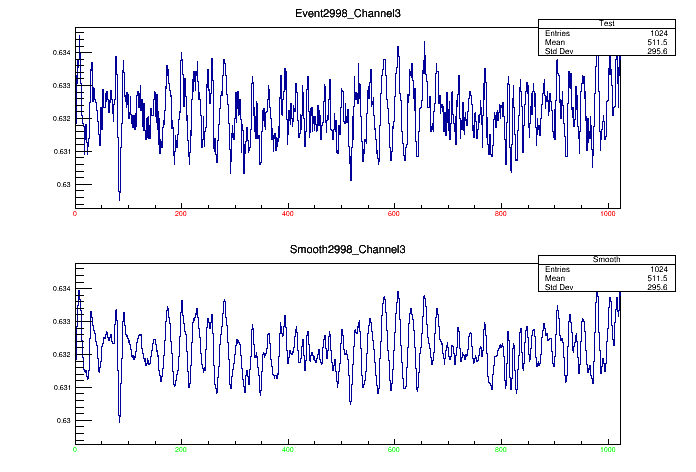 Event2998_Channel3
Test
Entries 1024
Mean 511.5
Std Dev 295.6
0.634
0.633
0.632
0.631
0.63
0 200 400 600 800 1000
Smooth2998_Channel3
Smooth
Entries 1024
Mean 511.5
Std Dev 295.6
0.634
0.633
0.632
0.631
0.63
0 200 400 600 800 1000